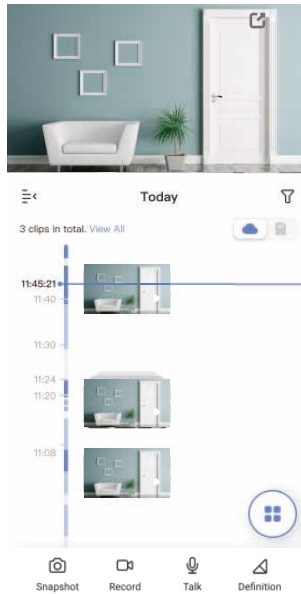 Today
3 clips in total. View All
11:45:21
11:40
11:30
11:24
11:20
11:08
Snapshot Record Talk Definition